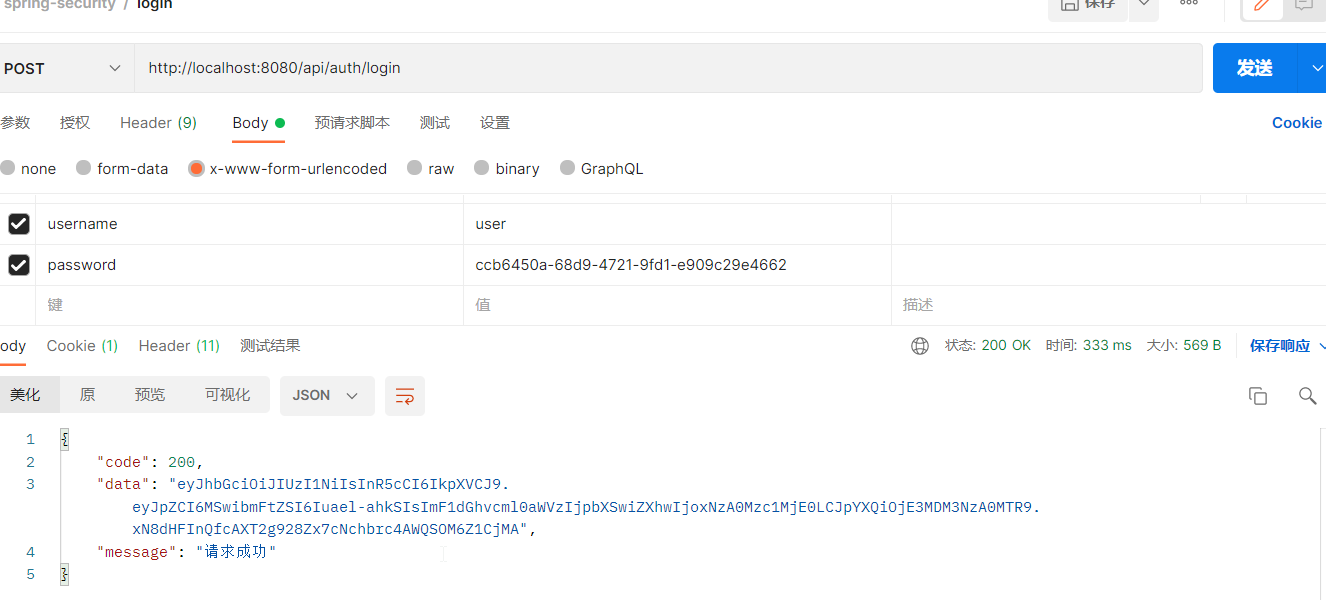 spring-security / login
保存
POST
http://localhost:8080/api/auth/login
发送
参数 授权 Header (9) Body 预请求脚本 测试 设置 Cookie
none form-data x-www-form-urlencoded raw binary GraphQL
username user
password ccb6450a-68d9-4721-9fd1-e909c29e4662
键 值 描述
ody Cookie (1) Header (11) 测试结果 状态: 200 OK 时间: 333 ms 大小: 569 B 保存响应
美化 原 预览 可视化 JSON
1 {
2 "code": 200,
3 "data": "eyJhbGciOiJIUzI1NiIsInR5cCI6IkpXVCJ9.
eyJpZCI6MSwibmFtZSI6Iuael-ahkSIsImF1dGhvcml0aWVzIjpbXSwiZXhwIjoxNzA0Mzc1MjE0LCJpYXQiOjE3MDM3NzA0MTR9.
xN8dHFInQfcAXT2g928Zx7cNchbrc4AWQSOM6Z1CjMA",
4 "message": "请求成功"
5 }